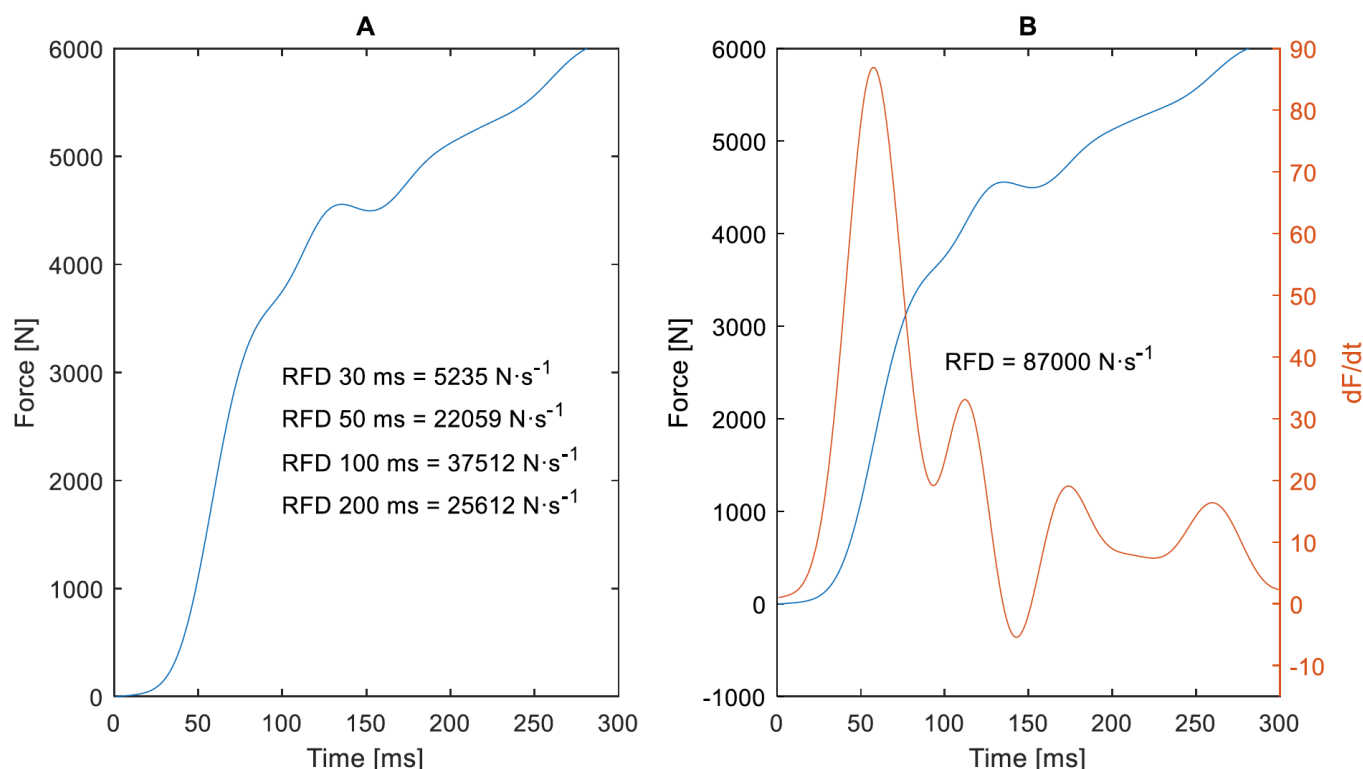 A
6000
5000
4000
3000
2000
1000
0
Force [N]
RFD 30 ms = 5235 N·s⁻¹
RFD 50 ms = 22059 N·s⁻¹
RFD 100 ms = 37512 N·s⁻¹
RFD 200 ms = 25612 N·s⁻¹
0 50 100 150 200 250 300
Time [ms]
B
6000
5000
4000
3000
2000
1000
0
-1000
Force [N]
RFD = 87000 N·s⁻¹
90
80
70
60
50
40
30
20
10
0
-10
dF/dt
0 50 100 150 200 250 300
Time [ms]